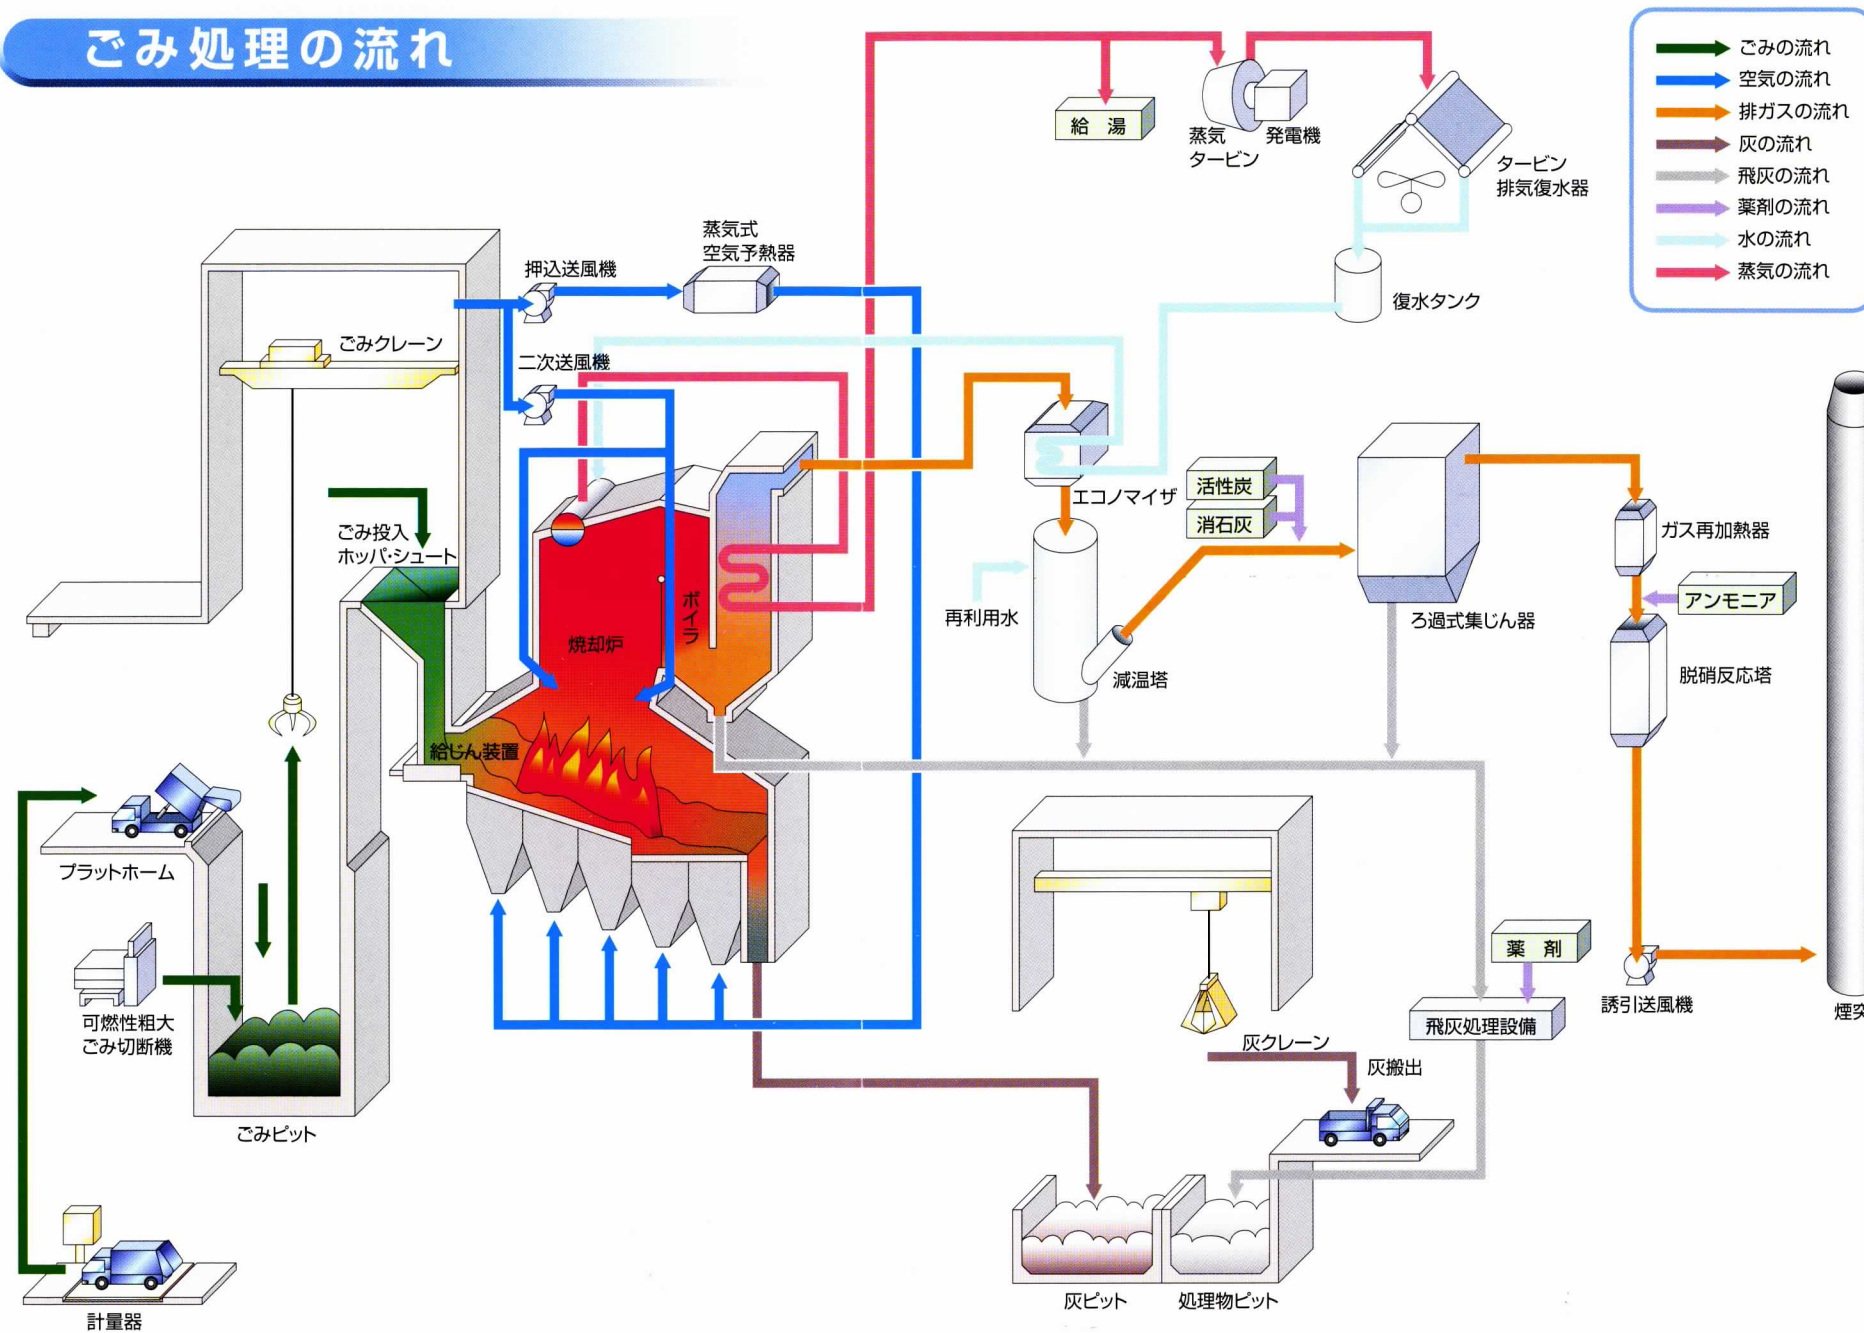 ごみ処理の流れ
ごみの流れ
空気の流れ
排ガスの流れ
灰の流れ
飛灰の流れ
薬剤の流れ
水の流れ
蒸気の流れ
給湯
蒸気
タービン
発電機
タービン
排気復水器
復水タンク
蒸気式
空気予熱器
押込送風機
二次送風機
ごみクレーン
ごみ投入
ホッパ・シュート
焼却炉
ボイラ
給じん装置
エコノマイザ
活性炭
消石灰
再利用水
減温塔
ろ過式集じん器
ガス再加熱器
アンモニア
脱硝反応塔
誘引送風機
煙突
プラットホーム
可燃性粗大
ごみ切断機
ごみピット
計量器
薬剤
飛灰処理設備
灰クレーン
灰搬出
灰ピット
処理物ピット